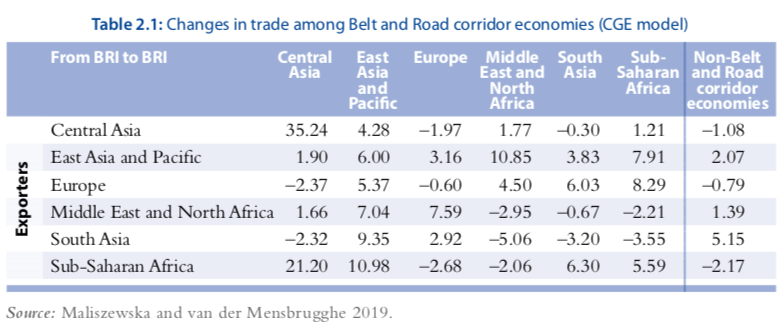 Table 2.1: Changes in trade among Belt and Road corridor economies (CGE model)
From BRI to BRI Central Asia East Asia and Pacific Europe Middle East and North Africa South Asia Sub-Saharan Africa Non-Belt and Road corridor economies
Exporters
Central Asia 35.24 4.28 −1.97 1.77 −0.30 1.21 −1.08
East Asia and Pacific 1.90 6.00 3.16 10.85 3.83 7.91 2.07
Europe −2.37 5.37 −0.60 4.50 6.03 8.29 −0.79
Middle East and North Africa 1.66 7.04 7.59 −2.95 −0.67 −2.21 1.39
South Asia −2.32 9.35 2.92 −5.06 −3.20 −3.55 5.15
Sub-Saharan Africa 21.20 10.98 −2.68 −2.06 6.30 5.59 −2.17
Source: Maliszewska and van der Mensbrugghe 2019.